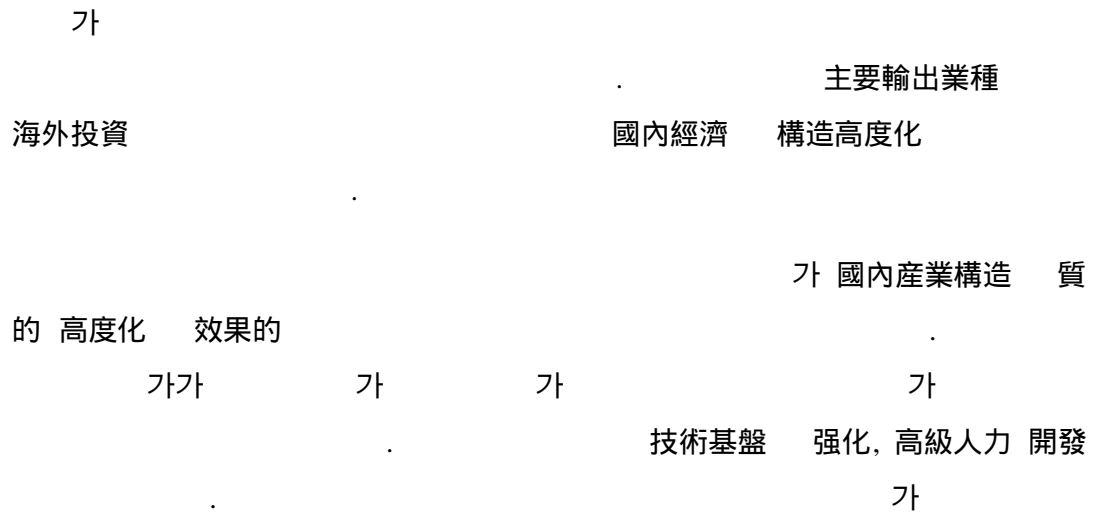 가
. 主要輸出業種
海外投資 國內經濟 構造高度化
.
가 國內産業構造 質
的 高度化 效果的 .
가가 가 가 가
. 技術基盤 强化, 高級人力 開發
. 가